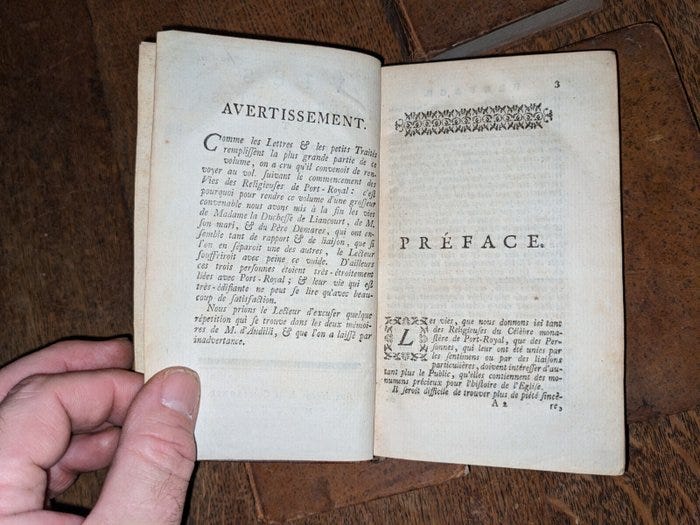 AVERTISSEMENT.
Comme les Lettres & les petits Traités
remplissent la plus grande partie de ce
volume, on a cru qu'il convenoit de ren-
voyer au vol. suivant le commencement des
Vies des Religieuses de Port-Royal: c'est
pourquoi pour rendre ce volume d'une grosseur
convenable nous avons mis à la fin les vies
de Madame la Duchesse de Liancourt, de M.
son mari, & du Père Demares, qui ont en-
semble tant de rapport & de liaison, que si
l'on en séparoit une des autres, le Lecteur
souffriroit avec peine ce vuide. D'ailleurs
ces trois personnes étoient très-étroitement
liées avec Port-Royal; & leur vie qui est
très-édifiante ne peut se lire qu'avec beau-
coup de satisfaction.
Nous prions le Lecteur d'excuser quelque
répétition qui se trouve dans les deux mémoi-
res de M. d'Andilli, & que l'on a laissé par
inadvertance.
3
PRÉFACE.
Les vies, que nous donnons ici tant
des Religieuses du Célèbre mona-
stère de Port-Royal, que des Per-
sonnes, qui leur ont été unies par
les sentimens ou par des liaisons
particulières, doivent intéresser d'au-
tant plus le Public, qu'elles contiennent des mo-
numens précieux pour l'histoire de l'Eglise.
Il seroit difficile de trouver plus de piété sincè-
A 2
re,